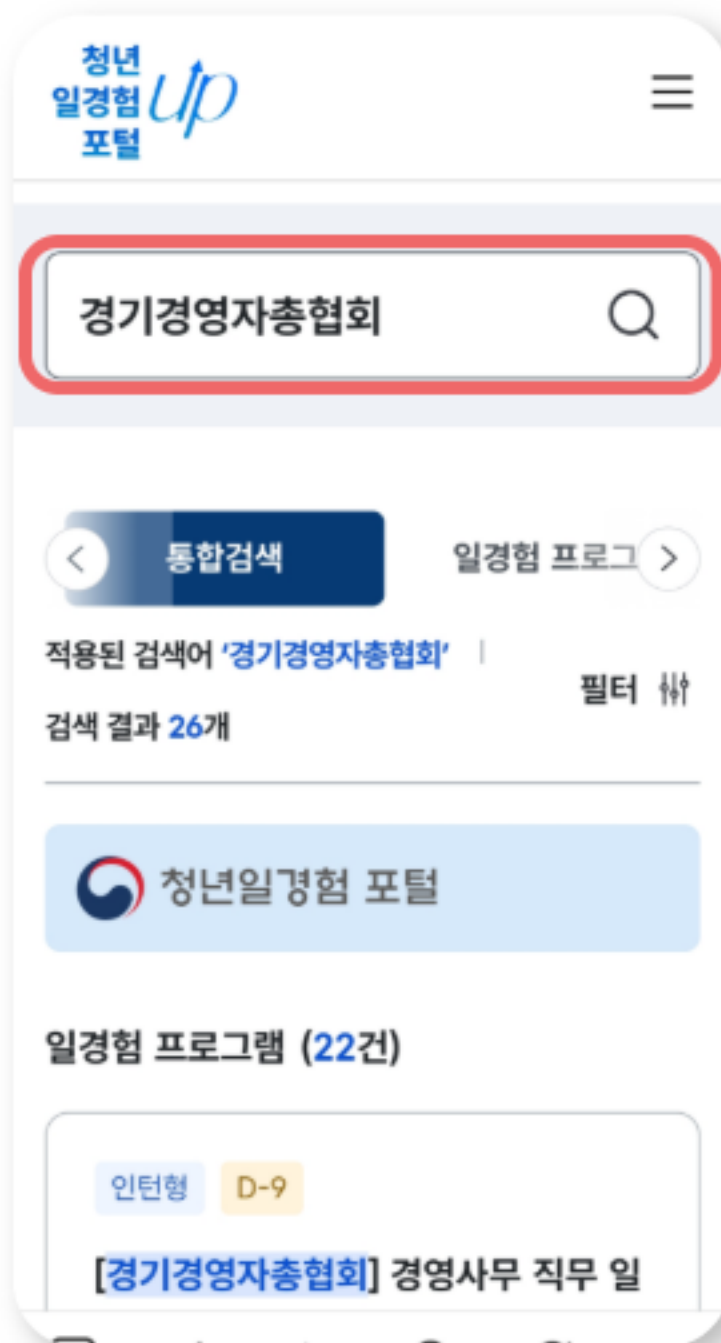 청년
일경험 up
포털
경기경영자총협회
통합검색
일경험 프로그
적용된 검색어 '경기경영자총협회'
필터
검색 결과 26개
청년일경험 포털
일경험 프로그램 (22건)
인턴형 D-9
[경기경영자총협회] 경영사무 직무 일